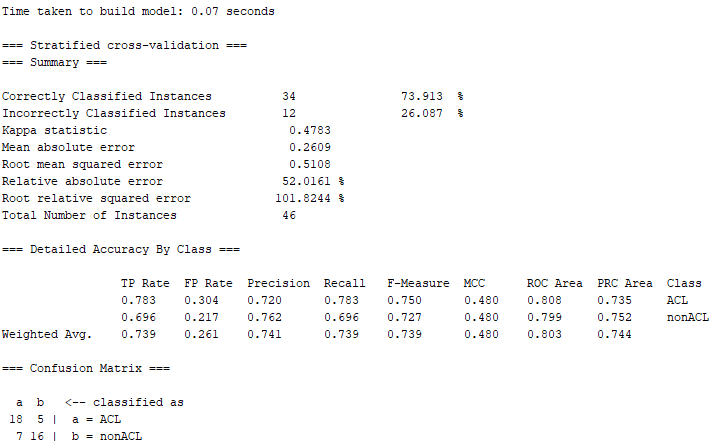 Time taken to build model: 0.07 seconds
=== Stratified cross-validation ===
=== Summary ===
Correctly Classified Instances 34 73.913 %
Incorrectly Classified Instances 12 26.087 %
Kappa statistic 0.4783
Mean absolute error 0.2609
Root mean squared error 0.5108
Relative absolute error 52.0161 %
Root relative squared error 101.8244 %
Total Number of Instances 46
=== Detailed Accuracy By Class ===
TP Rate FP Rate Precision Recall F-Measure MCC ROC Area PRC Area Class
0.783 0.304 0.720 0.783 0.750 0.480 0.808 0.735 ACL
0.696 0.217 0.762 0.696 0.727 0.480 0.799 0.752 nonACL
Weighted Avg. 0.739 0.261 0.741 0.739 0.739 0.480 0.803 0.744
=== Confusion Matrix ===
a b <-- classified as
18 5 | a = ACL
7 16 | b = nonACL